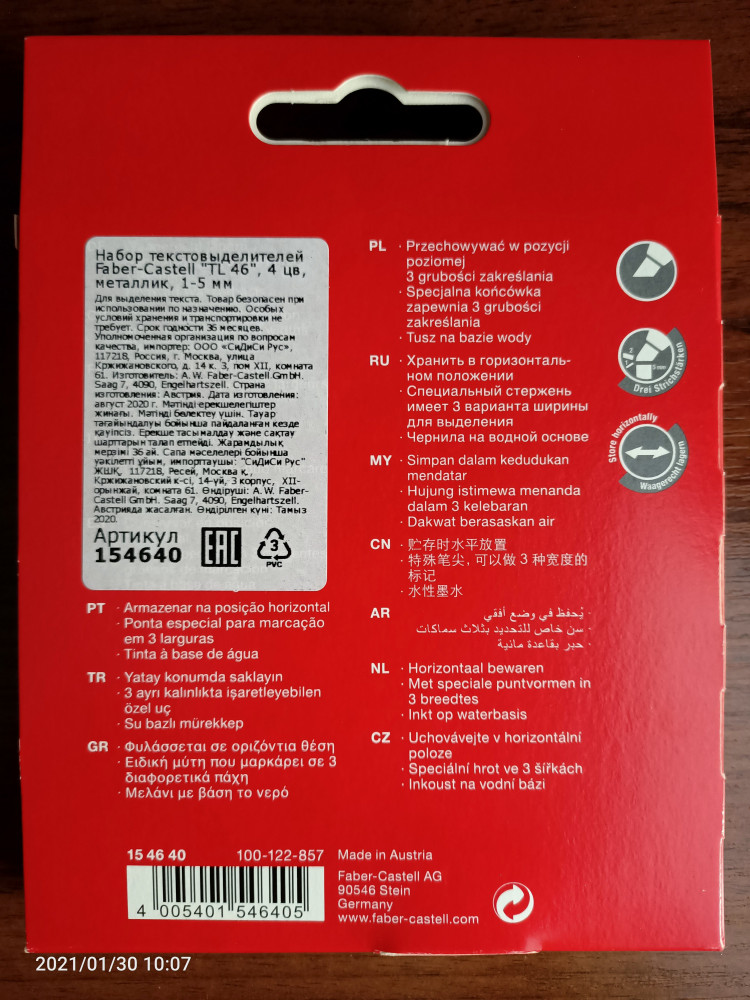 Набор текстовыделителей
Faber-Castell "TL 46", 4 цв,
металлик, 1-5 мм
Для выделения текста. Товар безопасен при
использовании по назначению. Особых
условий хранения и транспортировки не
требует. Срок годности 36 месяцев.
Уполномоченная организация по вопросам
качества, импортер: ООО «СиДиСи Рус»,
117218, Россия, г. Москва, улица
Кржижановского, д. 14 к. 3, пом XII, комната
61. Изготовитель: A. W. Faber-Castell GmbH.
Saag 7, 4090, Engelhartszell. Страна
изготовления: Австрия. Дата изготовления:
август 2020 г. Мәтінді ерекшелегіштер
жинағы. Мәтінді бөлектеу үшін. Тауар
тағайындалуы бойынша пайдаланған кезде
қауіпсіз. Ерекше тасымалдау және сақтау
шарттарын талап етпейді. Жарамдылық
мерзімі 36 ай. Сапа мәселелері бойынша
уәкілетті ұйым, импорттаушы: "СиДиСи Рус"
ЖШҚ, 117218, Ресей, Москва қ.,
Кржижановский к-сі, 14-үй, 3 корпус, XII-
орынжай, комната 61. Өндіруші: A. W. Faber-
Castell GmbH. Saag 7, 4090, Engelhartszell.
Австрияда жасалған. Өндірілген күні: Тамыз
2020.
Артикул
154640
EAC
3
PVC
PT · Armazenar na posição horizontal
· Ponta especial para marcação
em 3 larguras
· Tinta à base de água
TR · Yatay konumda saklayın
· 3 ayrı kalınlıkta işaretleyebilen
özel uç
· Su bazlı mürekkep
GR · Φυλάσσεται σε οριζόντια θέση
· Ειδική μύτη που μαρκάρει σε 3
διαφορετικά πάχη
· Μελάνι με βάση το νερό
PL · Przechowywać w pozycji
poziomej
3 grubości zakreślania
· Specjalna końcówka
zapewnia 3 grubości
zakreślania
· Tusz na bazie wody
RU · Хранить в горизонталь-
ном положении
· Специальный стержень
имеет 3 варианта ширины
для выделения
· Чернила на водной основе
MY · Simpan dalam kedudukan
mendatar
· Hujung istimewa menanda
dalam 3 kelebaran
· Dakwat berasaskan air
CN · 贮存时水平放置
· 特殊笔尖, 可以做 3 种宽度的
标记
· 水性墨水
AR · يُحفظ في وضع أفقي
· سن خاص للتحديد بثلاث سماكات
· حبر بقاعدة مائية
NL · Horizontaal bewaren
· Met speciale puntvormen in
3 breedtes
· Inkt op waterbasis
CZ · Uchovávejte v horizontální
poloze
· Speciální hrot ve 3 šířkách
· Inkoust na vodní bázi
5 mm
Drei Strichstärken
Store horizontally
Waagerecht lagern
15 46 40 100-122-857
4 005401 546405
Made in Austria
Faber-Castell AG
90546 Stein
Germany
www.faber-castell.com
2021/01/30 10:07